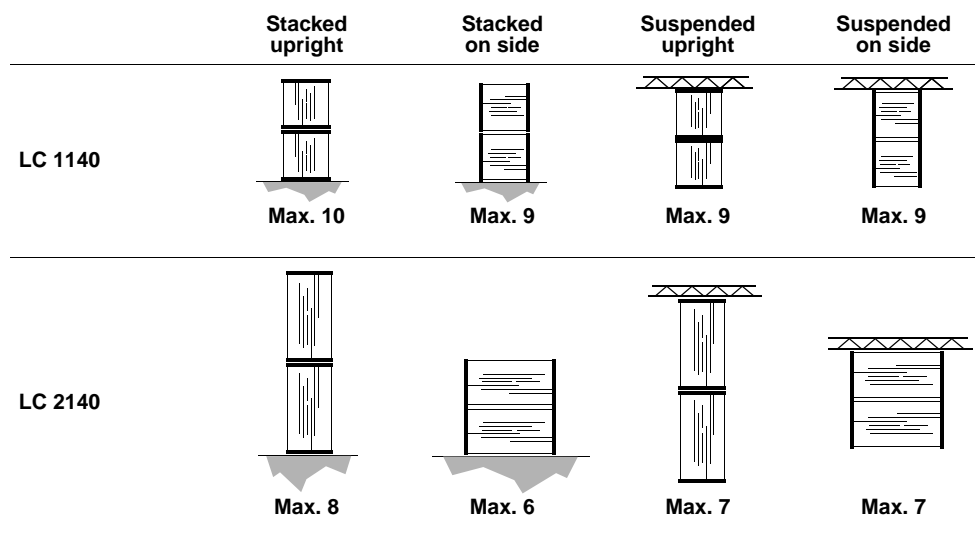 Stacked upright
Stacked on side
Suspended upright
Suspended on side
LC 1140
Max. 10
Max. 9
Max. 9
Max. 9
LC 2140
Max. 8
Max. 6
Max. 7
Max. 7